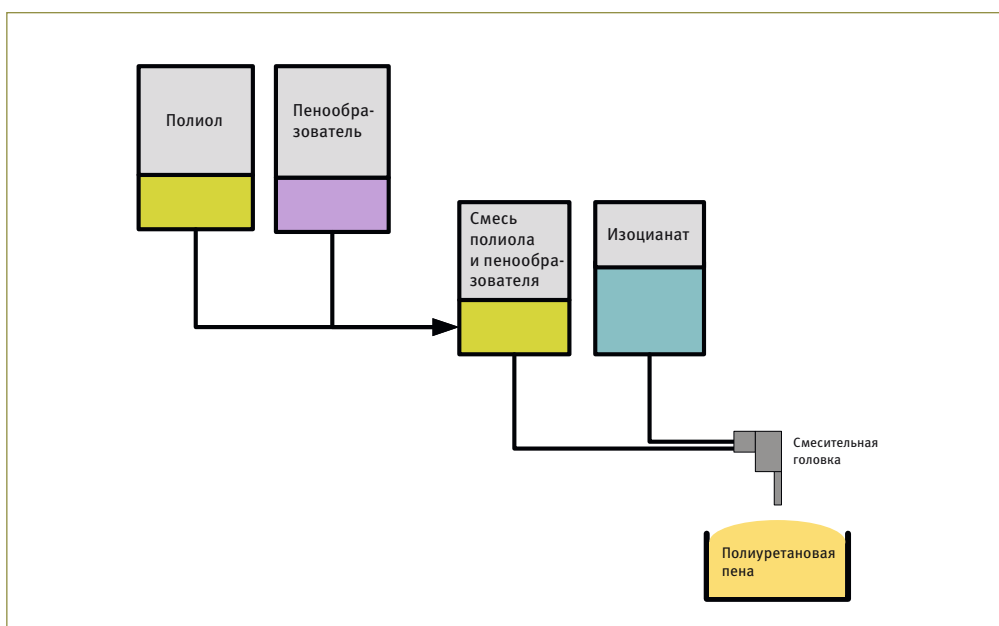 Полиол
Пенообра-
зователь
Смесь
полиола
и пенообра-
зователя
Изоцианат
Смесительная
головка
Полиуретановая
пена